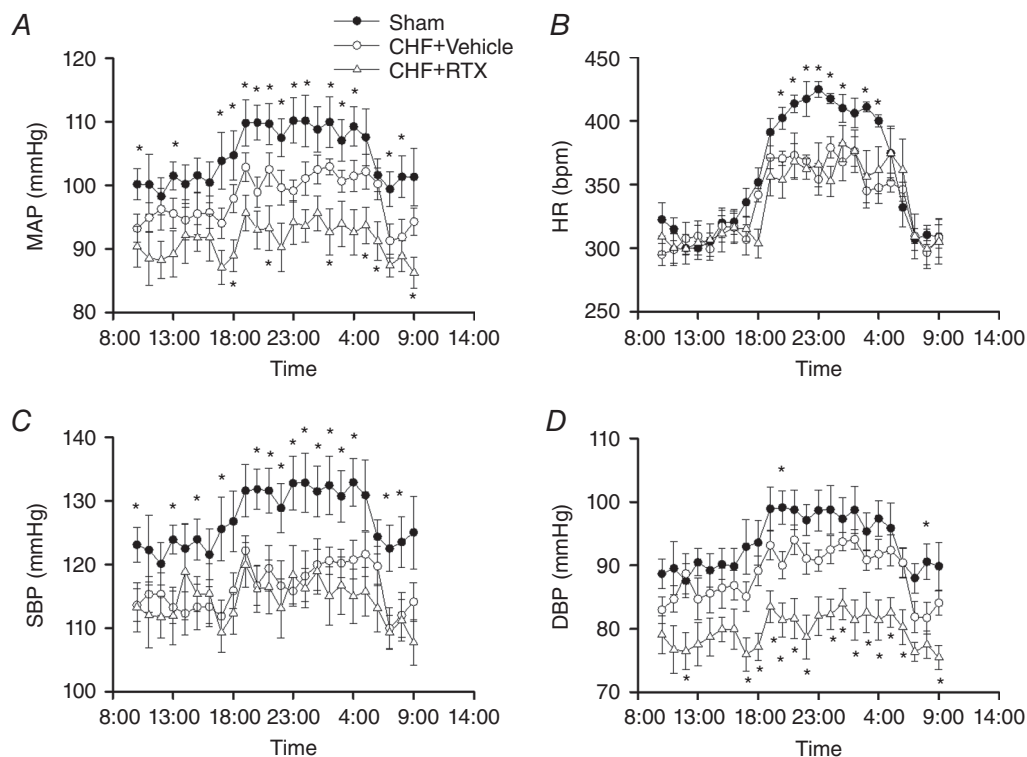 A
Sham
CHF+Vehicle
CHF+RTX
120
110
100
90
80
MAP (mmHg)
8:00 13:00 18:00 23:00 4:00 9:00 14:00
Time
B
450
400
350
300
250
HR (bpm)
8:00 13:00 18:00 23:00 4:00 9:00 14:00
Time
C
140
130
120
110
100
SBP (mmHg)
8:00 13:00 18:00 23:00 4:00 9:00 14:00
Time
D
110
100
90
80
70
DBP (mmHg)
8:00 13:00 18:00 23:00 4:00 9:00 14:00
Time